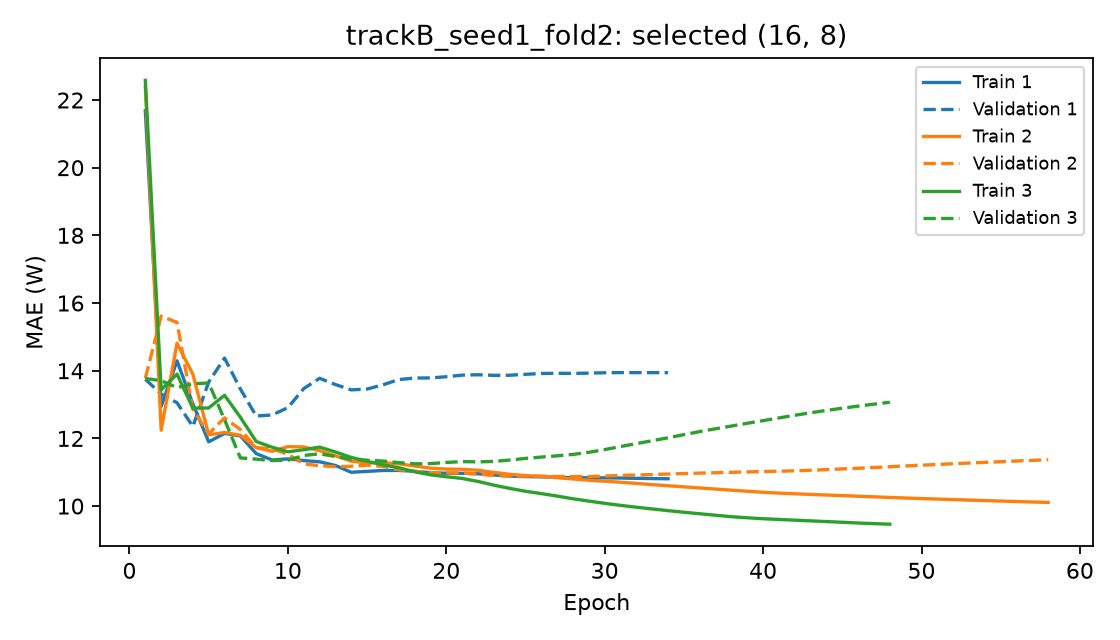 trackB_seed1_fold2: selected (16, 8)
MAE (W)
22
20
18
16
14
12
10
Train 1
Validation 1
Train 2
Validation 2
Train 3
Validation 3
0 10 20 30 40 50 60
Epoch